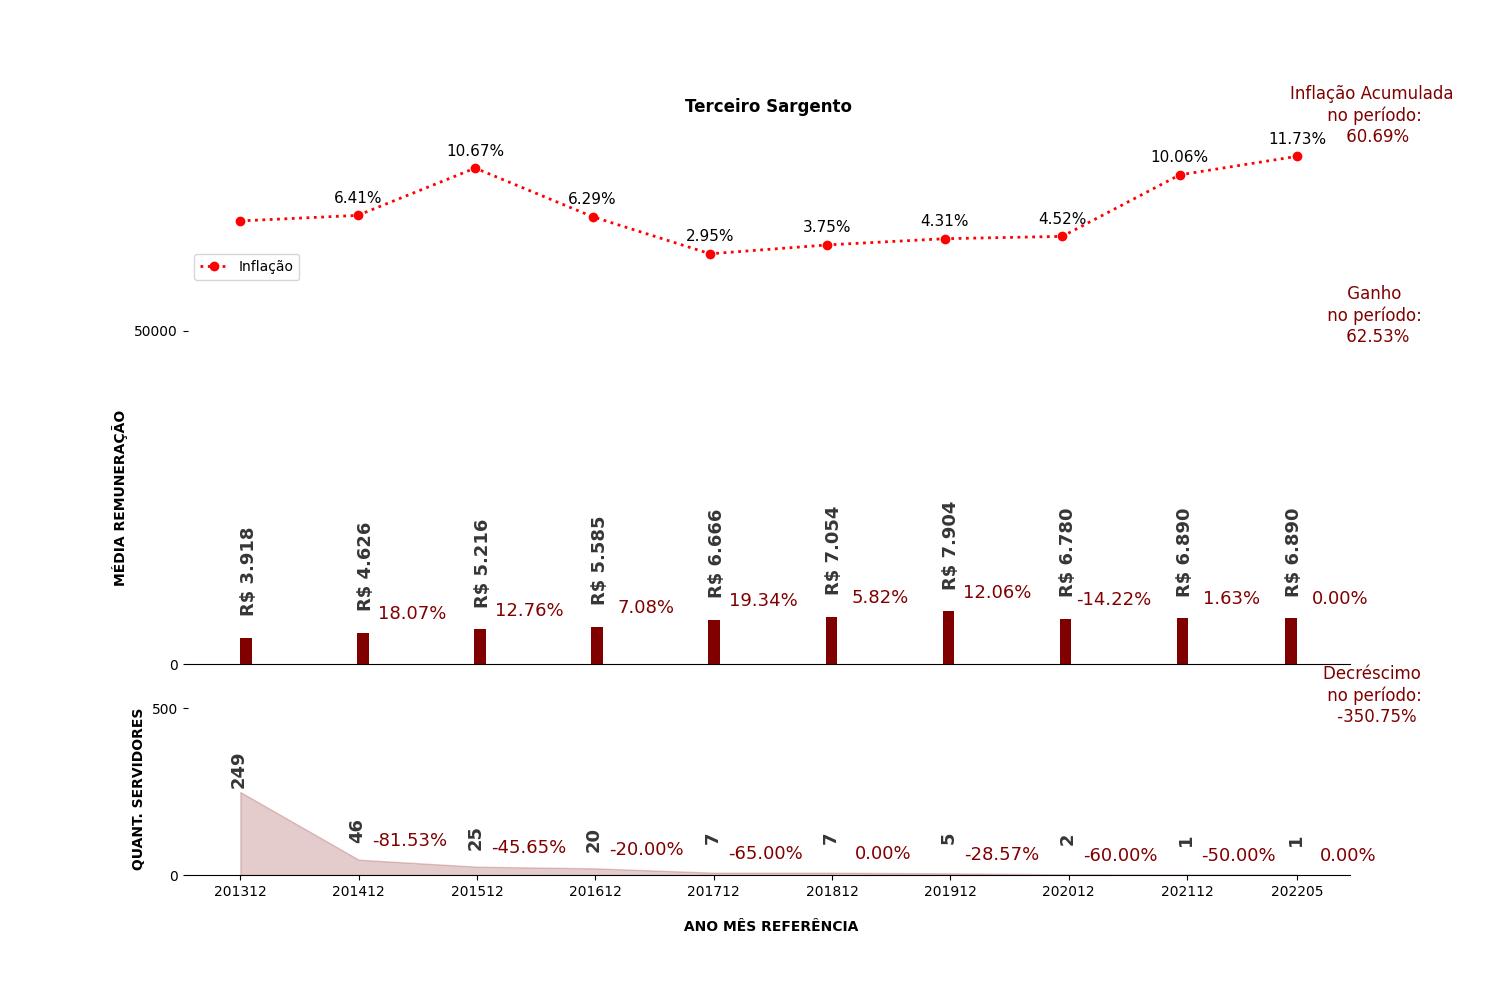 Terceiro Sargento
Inflação Acumulada
no período:
60.69%
6.41%
10.67%
6.29%
2.95%
3.75%
4.31%
4.52%
10.06%
11.73%
Inflação
Ganho
no período:
62.53%
50000
0
MÉDIA REMUNERAÇÃO
R$ 3.918
R$ 4.626
R$ 5.216
R$ 5.585
R$ 6.666
R$ 7.054
R$ 7.904
R$ 6.780
R$ 6.890
R$ 6.890
18.07%
12.76%
7.08%
19.34%
5.82%
12.06%
-14.22%
1.63%
0.00%
Decréscimo
no período:
-350.75%
500
0
QUANT. SERVIDORES
249
46
25
20
7
7
5
2
1
1
-81.53%
-45.65%
-20.00%
-65.00%
0.00%
-28.57%
-60.00%
-50.00%
0.00%
201312
201412
201512
201612
201712
201812
201912
202012
202112
202205
ANO MÊS REFERÊNCIA